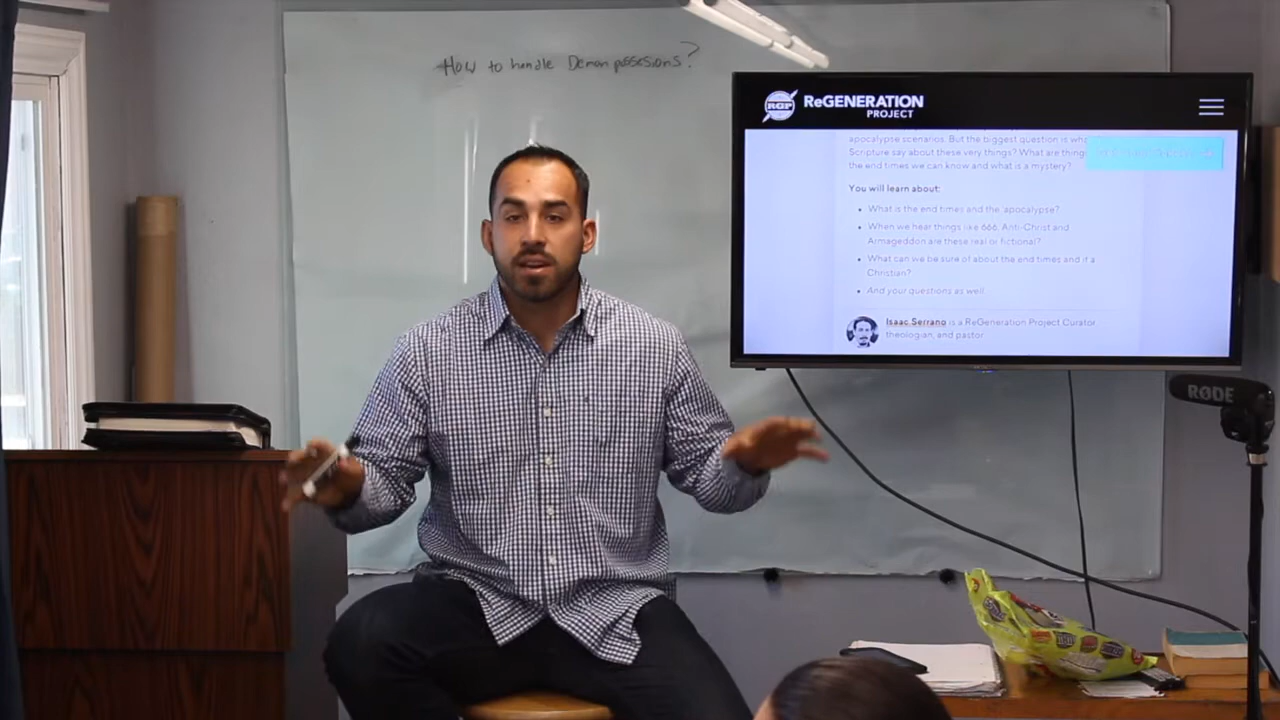 How to handle Demon possesions?
RGP
ReGENERATION
PROJECT
apocalypse scenarios. But the biggest question is
Scripture say about these very things? What are
the end times we can know and what is a mystery?
You will learn about:
• What is the end times and the 'apocalypse?
• When we hear things like 666, Anti-Christ and
Armageddon are these real or fictional?
• What can we be sure of about the end times and if a
Christian?
• And your questions as well.
Isaac Serrano is a ReGeneration Project Curator,
theologian, and pastor
RØDE